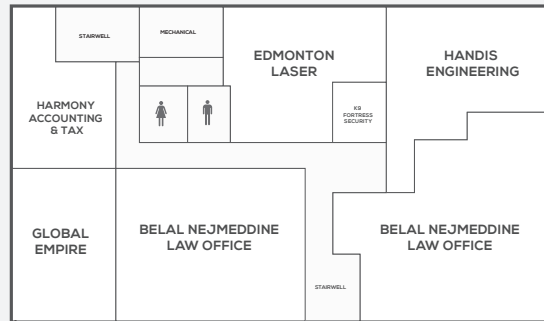 STAIRWELL
MECHANICAL
EDMONTON
LASER
HANDIS
ENGINEERING
HARMONY
ACCOUNTING
& TAX
K9
FORTRESS
SECURITY
GLOBAL
EMPIRE
BELAL NEJMEDDINE
LAW OFFICE
BELAL NEJMEDDINE
LAW OFFICE
STAIRWELL